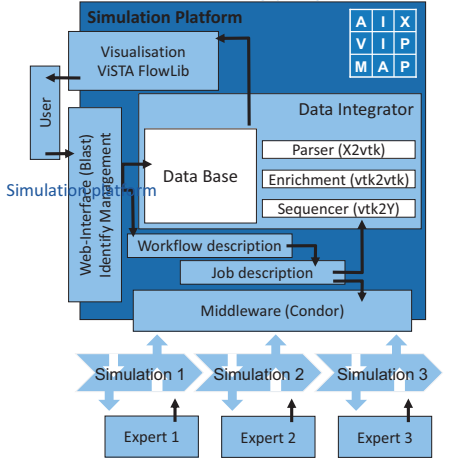 Simulation Platform
A I X
V I P
M A P
Visualisation
ViSTA FlowLib
User
Data Integrator
Data Base
Parser (X2vtk)
Enrichment (vtk2vtk)
Sequencer (vtk2Y)
Web-Interface (Blast)
Identify Management
Simulation platform
Workflow description
Job description
Middleware (Condor)
Simulation 1
Simulation 2
Simulation 3
Expert 1
Expert 2
Expert 3